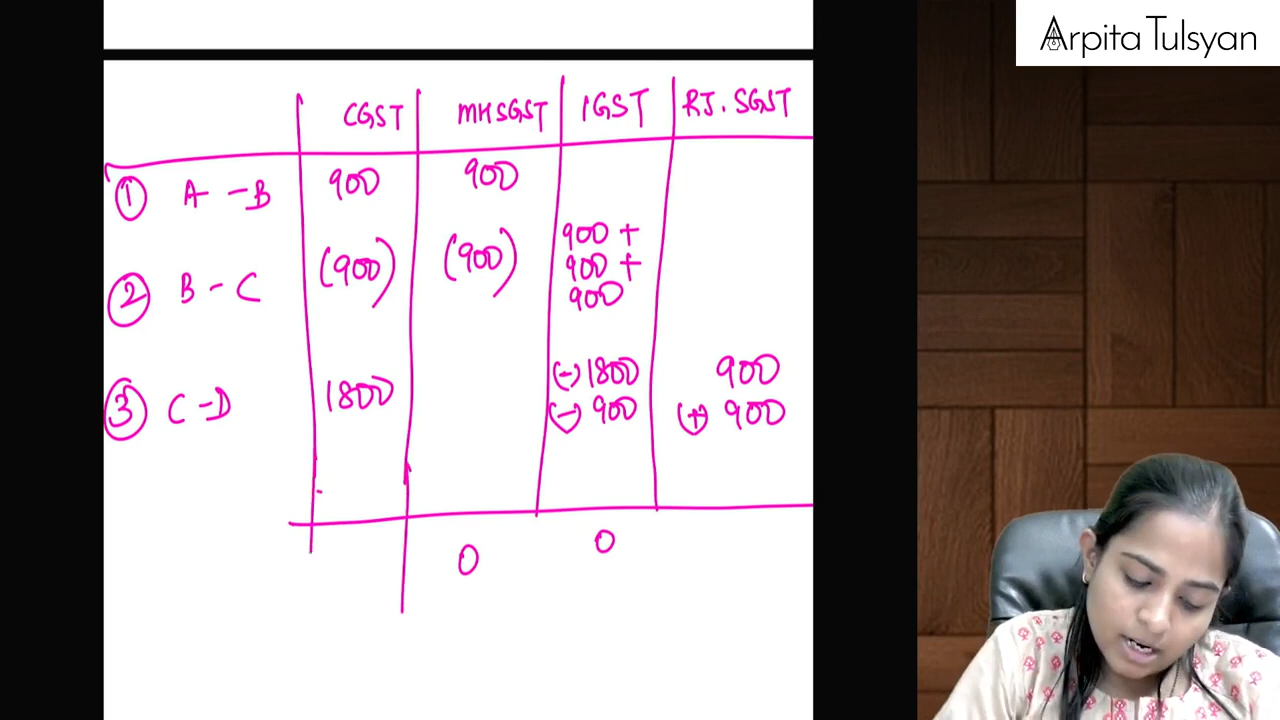 Arpita Tulsyan
CGST MHSGST IGST RJ. SGST
① A - B 900 900
② B - C (900) (900) 900 + 900 + 900
③ C - D 1800 (-) 1800 900
(-) 900 (+) 900
0 0